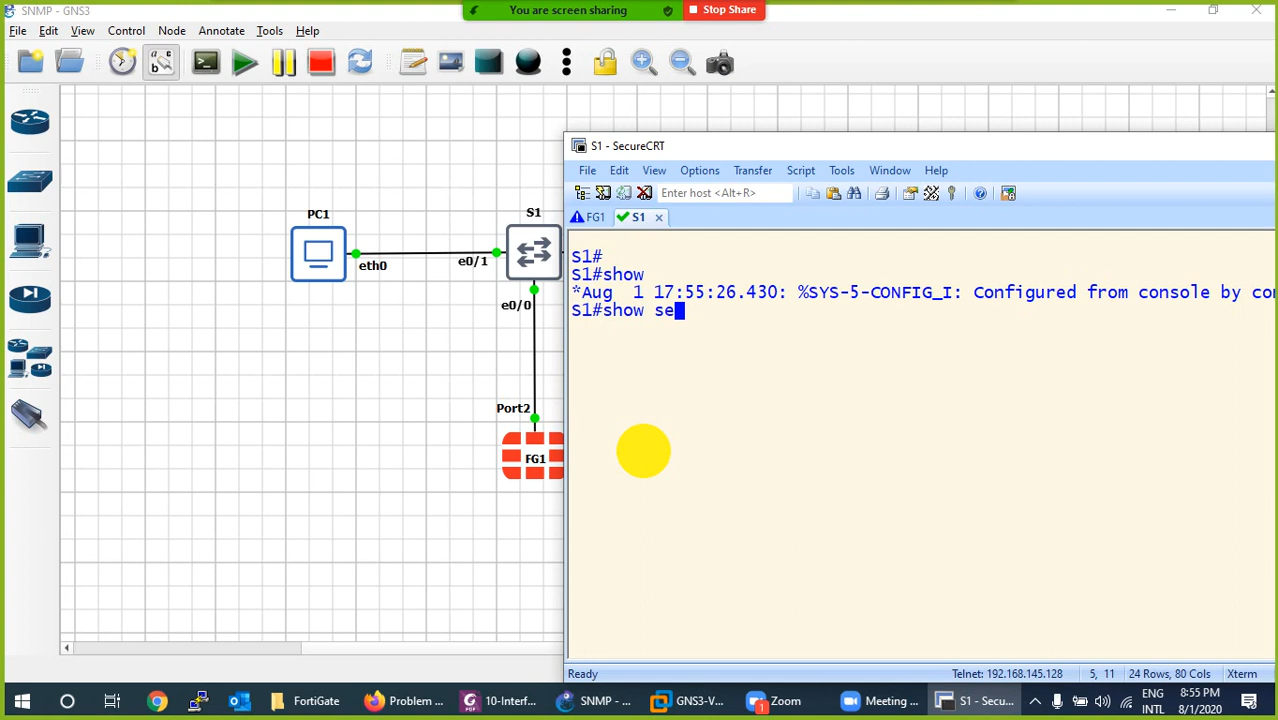 SNMP - GNS3
You are screen sharing
Stop Share
File Edit View Control Node Annotate Tools Help
PC1
eth0
e0/1
S1
e0/0
Port2
FG1
S1 - SecureCRT
File Edit View Options Transfer Script Tools Window Help
Enter host <Alt+R>
FG1
S1
S1#
S1#show
*Aug  1 17:55:26.430: %SYS-5-CONFIG_I: Configured from console by con
S1#show se
Ready
Telnet: 192.168.145.128
5, 11
24 Rows, 80 Cols
Xterm
FortiGate
Problem ...
10-Interf...
SNMP - ...
GNS3-V...
1
Zoom
Meeting ...
S1 - Secu...
ENG
INTL
8:55 PM
8/1/2020